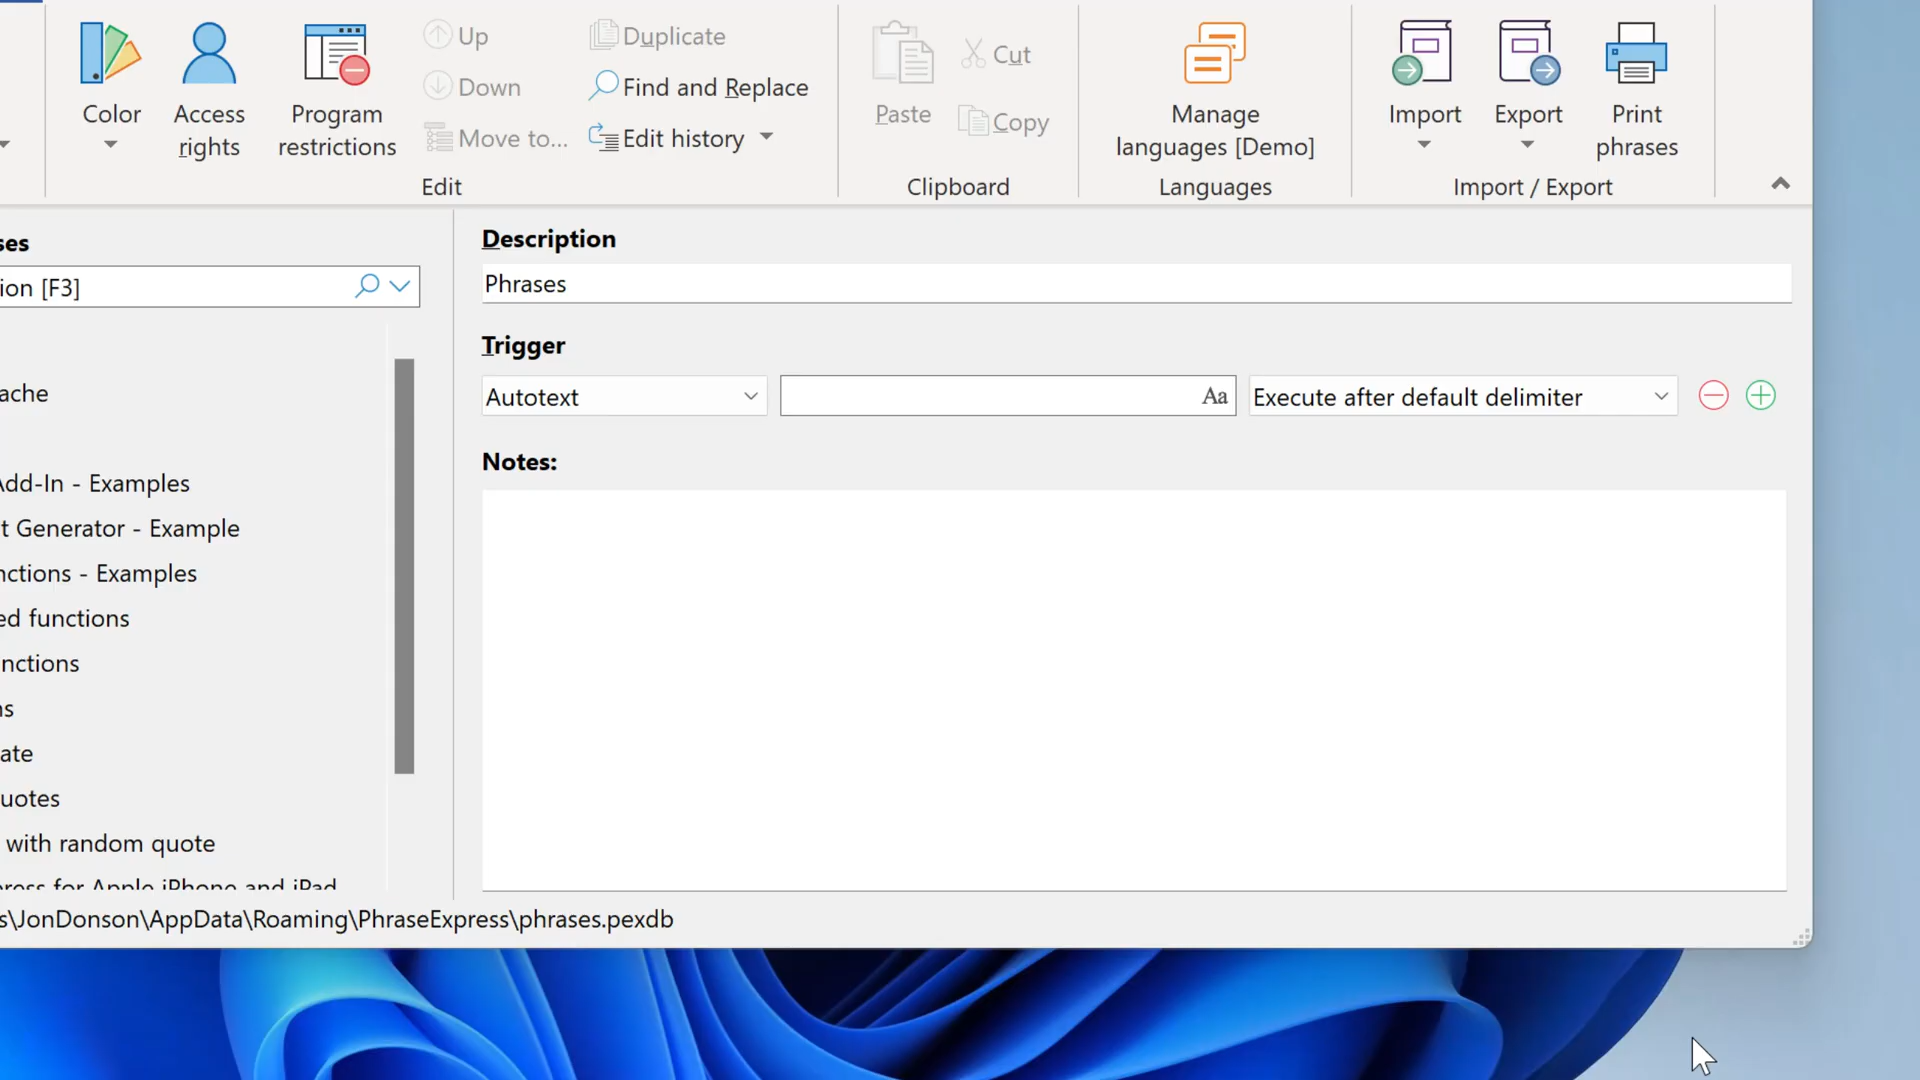 Color
Access
rights
Program
restrictions
Up
Down
Move to...
Duplicate
Find and Replace
Edit history
Edit
Paste
Cut
Copy
Clipboard
Manage
languages [Demo]
Languages
Import
Export
Print
phrases
Import / Export
ses
ion [F3]
ache
Add-In - Examples
t Generator - Example
nctions - Examples
ed functions
nctions
ns
ate
uotes
with random quote
press for Apple iPhone and iPad
Description
Phrases
Trigger
Autotext
Aa
Execute after default delimiter
Notes:
s\JonDonson\AppData\Roaming\PhraseExpress\phrases.pexdb